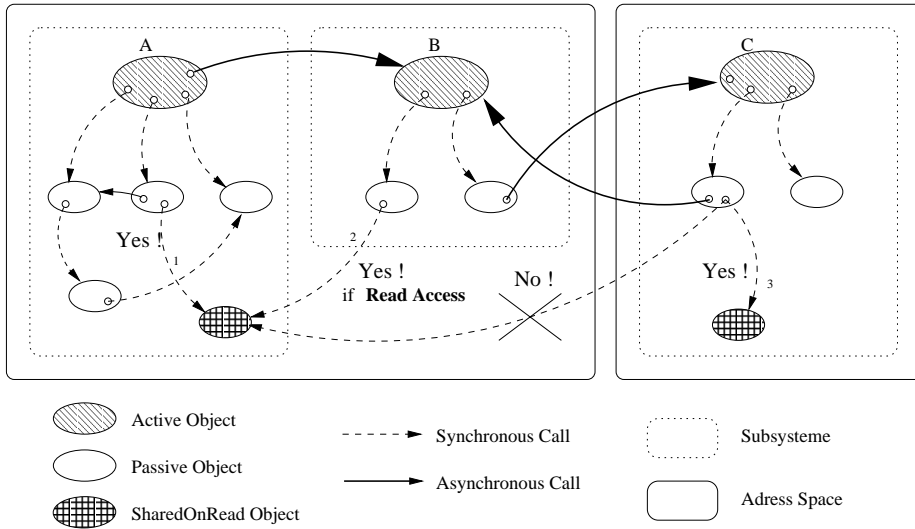 A
B
C
Yes !
1
2
Yes !
if Read Access
No !
Yes !
3
Active Object
Passive Object
SharedOnRead Object
Synchronous Call
Asynchronous Call
Subsysteme
Adress Space